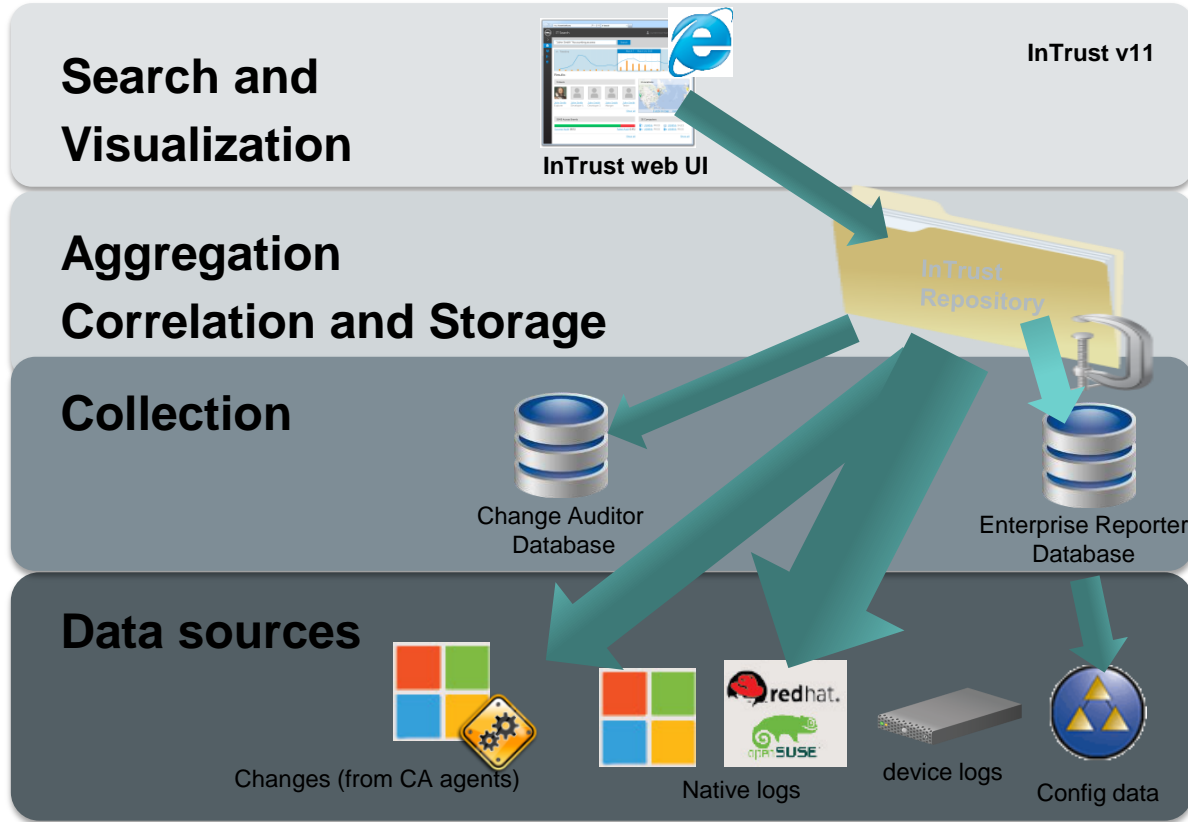 InTrust v11
Search and
Visualization
InTrust web UI
Aggregation
Correlation and Storage
InTrust
Repository
Collection
Change Auditor
Database
Enterprise Reporter
Database
Data sources
redhat.
openSUSE
Changes (from CA agents)
Native logs
device logs
Config data